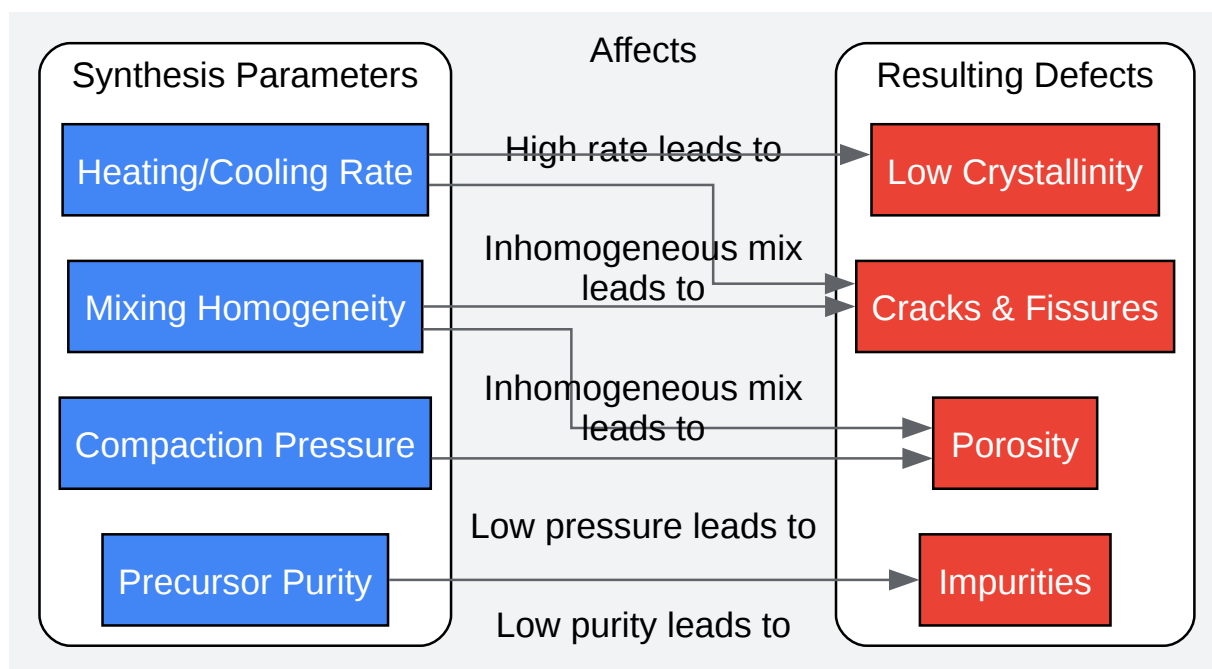 Affects
Synthesis Parameters
Resulting Defects
Heating/Cooling Rate
High rate leads to
Low Crystallinity
Inhomogeneous mix
leads to
Mixing Homogeneity
Cracks & Fissures
Inhomogeneous mix
leads to
Compaction Pressure
Porosity
Low pressure leads to
Precursor Purity
Impurities
Low purity leads to